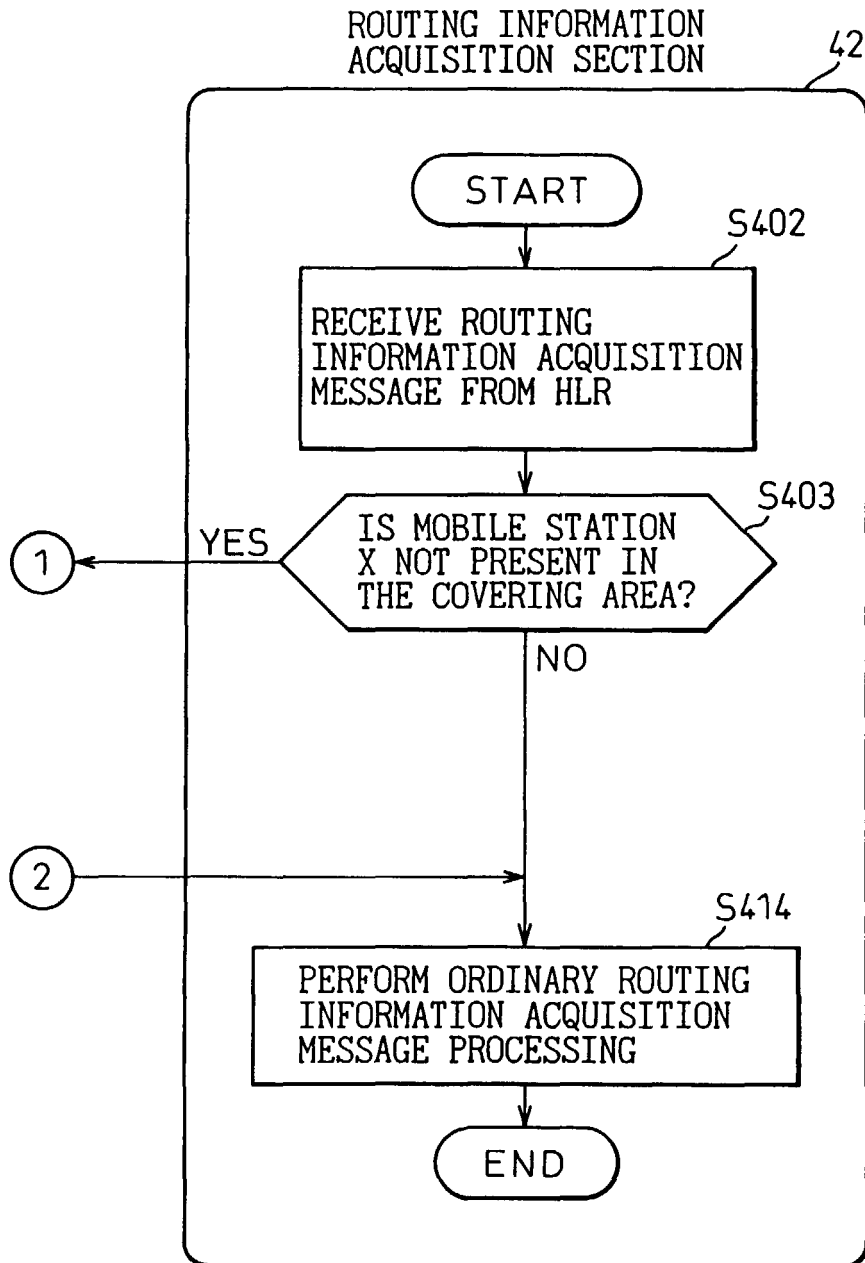 ROUTING INFORMATION
ACQUISITION SECTION
42
START
S402
RECEIVE ROUTING
INFORMATION ACQUISITION
MESSAGE FROM HLR
S403
IS MOBILE STATION
X NOT PRESENT IN
THE COVERING AREA?
YES
1
NO
2
S414
PERFORM ORDINARY ROUTING
INFORMATION ACQUISITION
MESSAGE PROCESSING
END